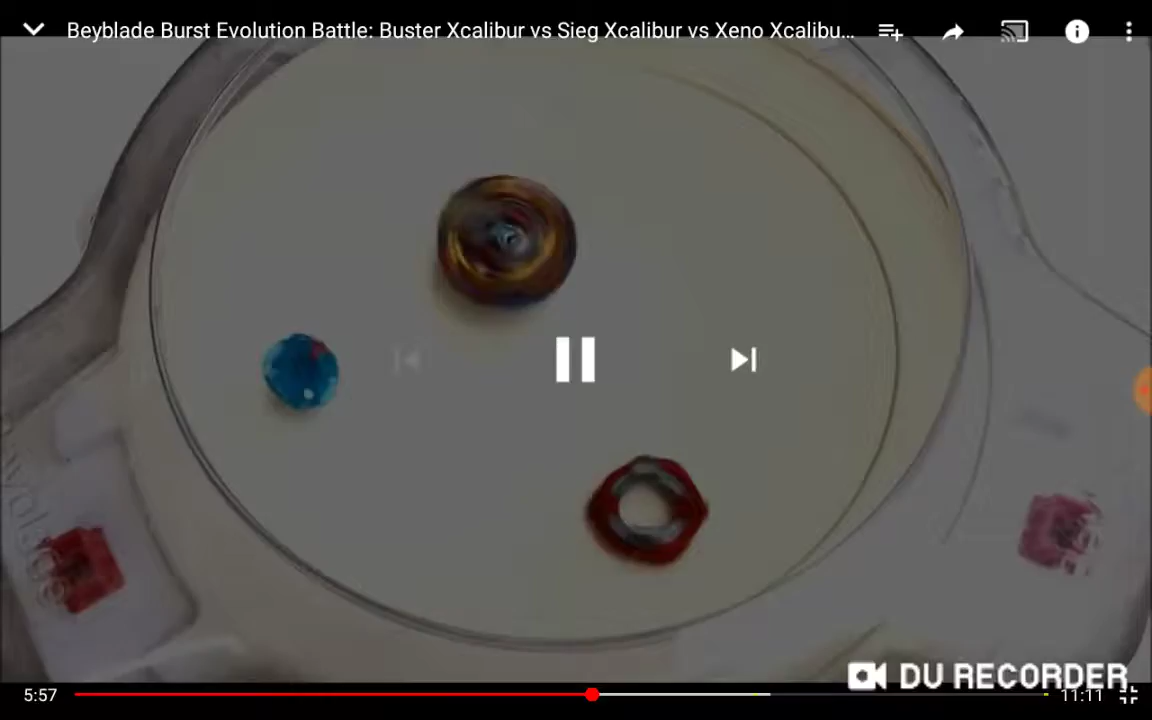 Beyblade Burst Evolution Battle: Buster Xcalibur vs Sieg Xcalibur vs Xeno Xcalibu...
DU RECORDER
5:57
11:11